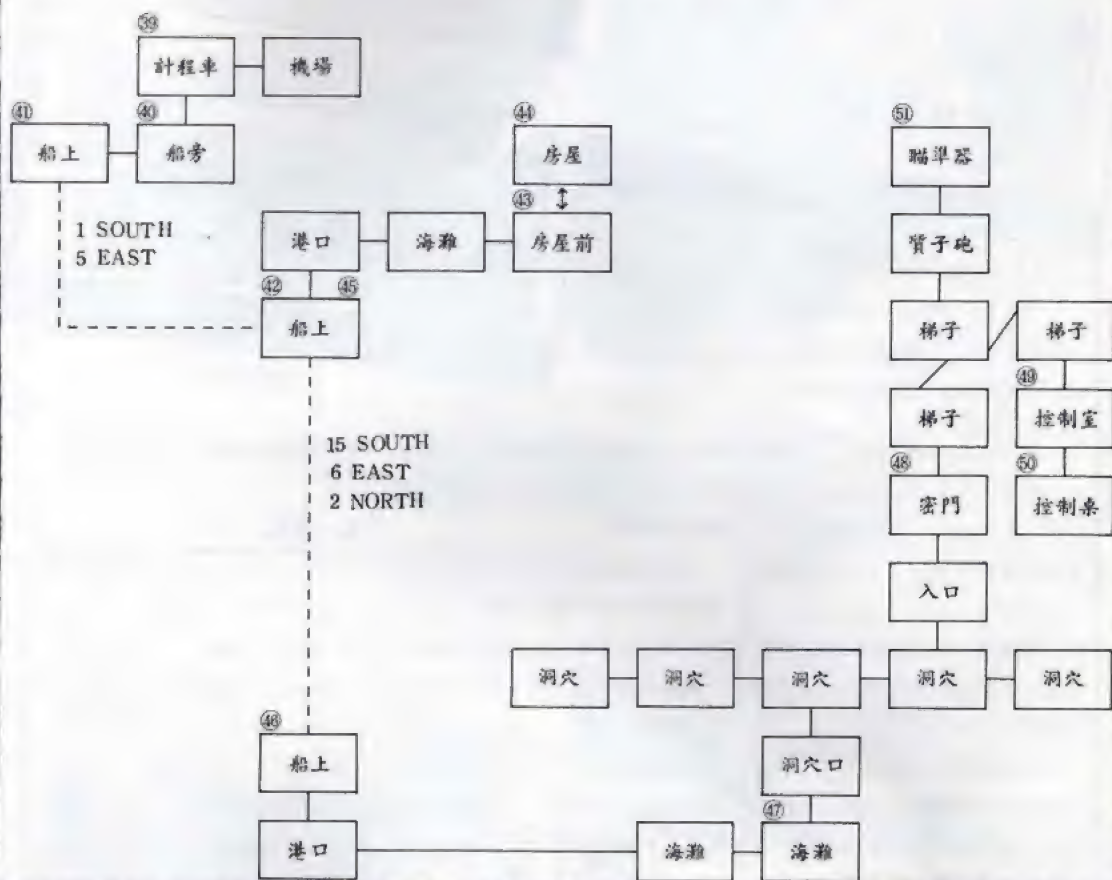 ㊴
計程車 機場
㊶ ㊵ ㊹ 51
船上 船旁 房屋 瞄準器
㊸
1 SOUTH
5 EAST
港口 海灘 房屋前 質子砲
㊷ ㊺
船上 梯子 梯子
㊾
15 SOUTH
6 EAST
2 NORTH
梯子 控制室
㊽ ㊿
密門 控制桌
入口
洞穴 洞穴 洞穴 洞穴 洞穴
㊻
船上 洞穴口
㊼
港口 海灘 海灘